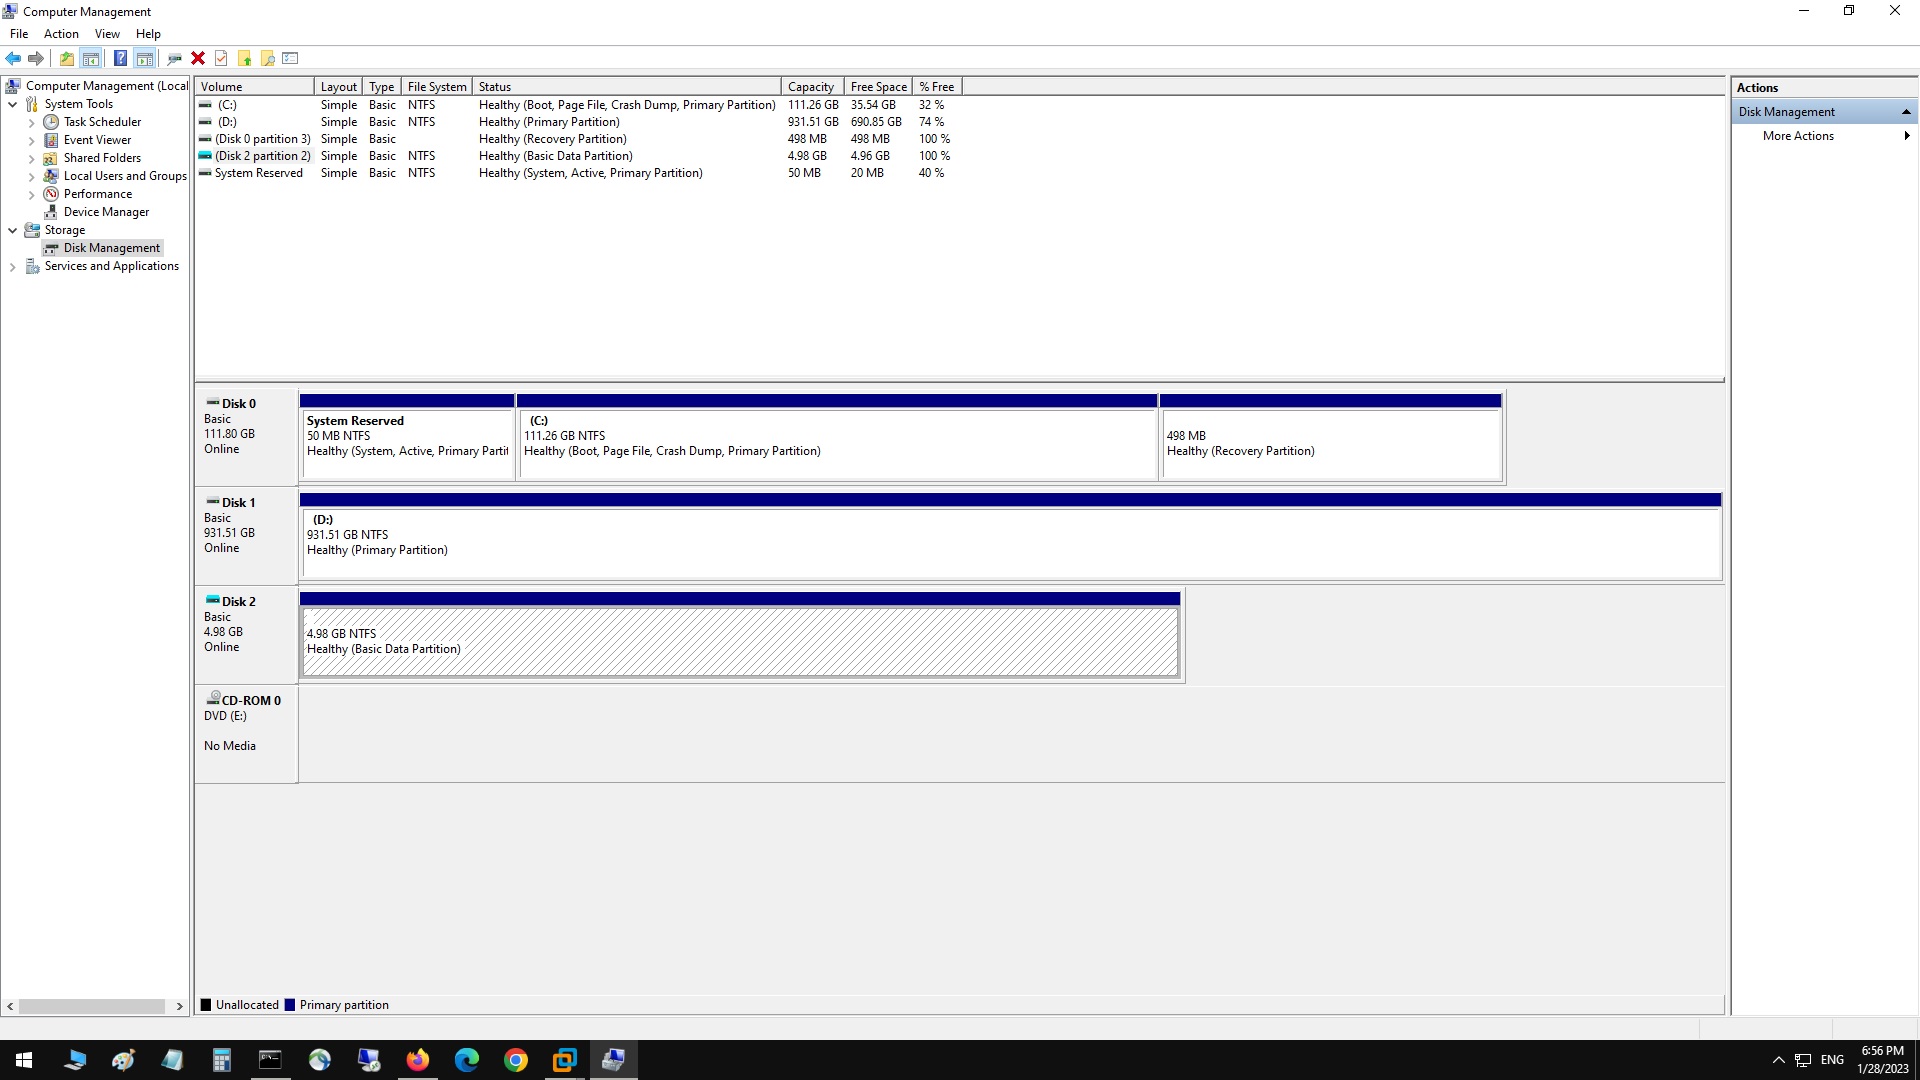 Computer Management
File Action View Help
Computer Management (Local
System Tools
Task Scheduler
Event Viewer
Shared Folders
Local Users and Groups
Performance
Device Manager
Storage
Disk Management
Services and Applications
Volume Layout Type File System Status Capacity Free Space % Free
(C:) Simple Basic NTFS Healthy (Boot, Page File, Crash Dump, Primary Partition) 111.26 GB 35.54 GB 32 %
(D:) Simple Basic NTFS Healthy (Primary Partition) 931.51 GB 690.85 GB 74 %
(Disk 0 partition 3) Simple Basic Healthy (Recovery Partition) 498 MB 498 MB 100 %
(Disk 2 partition 2) Simple Basic NTFS Healthy (Basic Data Partition) 4.98 GB 4.96 GB 100 %
System Reserved Simple Basic NTFS Healthy (System, Active, Primary Partition) 50 MB 20 MB 40 %
Disk 0
Basic
111.80 GB
Online
System Reserved
50 MB NTFS
Healthy (System, Active, Primary Partit
(C:)
111.26 GB NTFS
Healthy (Boot, Page File, Crash Dump, Primary Partition)
498 MB
Healthy (Recovery Partition)
Disk 1
Basic
931.51 GB
Online
(D:)
931.51 GB NTFS
Healthy (Primary Partition)
Disk 2
Basic
4.98 GB
Online
4.98 GB NTFS
Healthy (Basic Data Partition)
CD-ROM 0
DVD (E:)
No Media
Unallocated Primary partition
Actions
Disk Management
More Actions
ENG
6:56 PM
1/28/2023